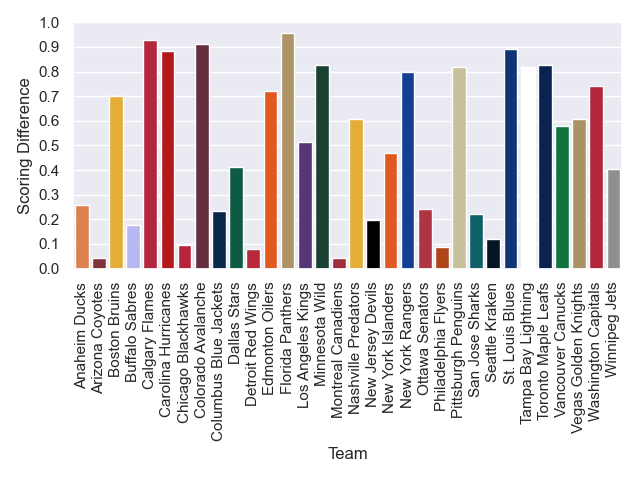 1.0
0.9
0.8
0.7
0.6
0.5
0.4
0.3
0.2
0.1
0.0
Scoring Difference
Anaheim Ducks
Arizona Coyotes
Boston Bruins
Buffalo Sabres
Calgary Flames
Carolina Hurricanes
Chicago Blackhawks
Colorado Avalanche
Columbus Blue Jackets
Dallas Stars
Detroit Red Wings
Edmonton Oilers
Florida Panthers
Los Angeles Kings
Minnesota Wild
Montreal Canadiens
Nashville Predators
New Jersey Devils
New York Islanders
New York Rangers
Ottawa Senators
Philadelphia Flyers
Pittsburgh Penguins
San Jose Sharks
Seattle Kraken
St. Louis Blues
Tampa Bay Lightning
Toronto Maple Leafs
Vancouver Canucks
Vegas Golden Knights
Washington Capitals
Winnipeg Jets
Team